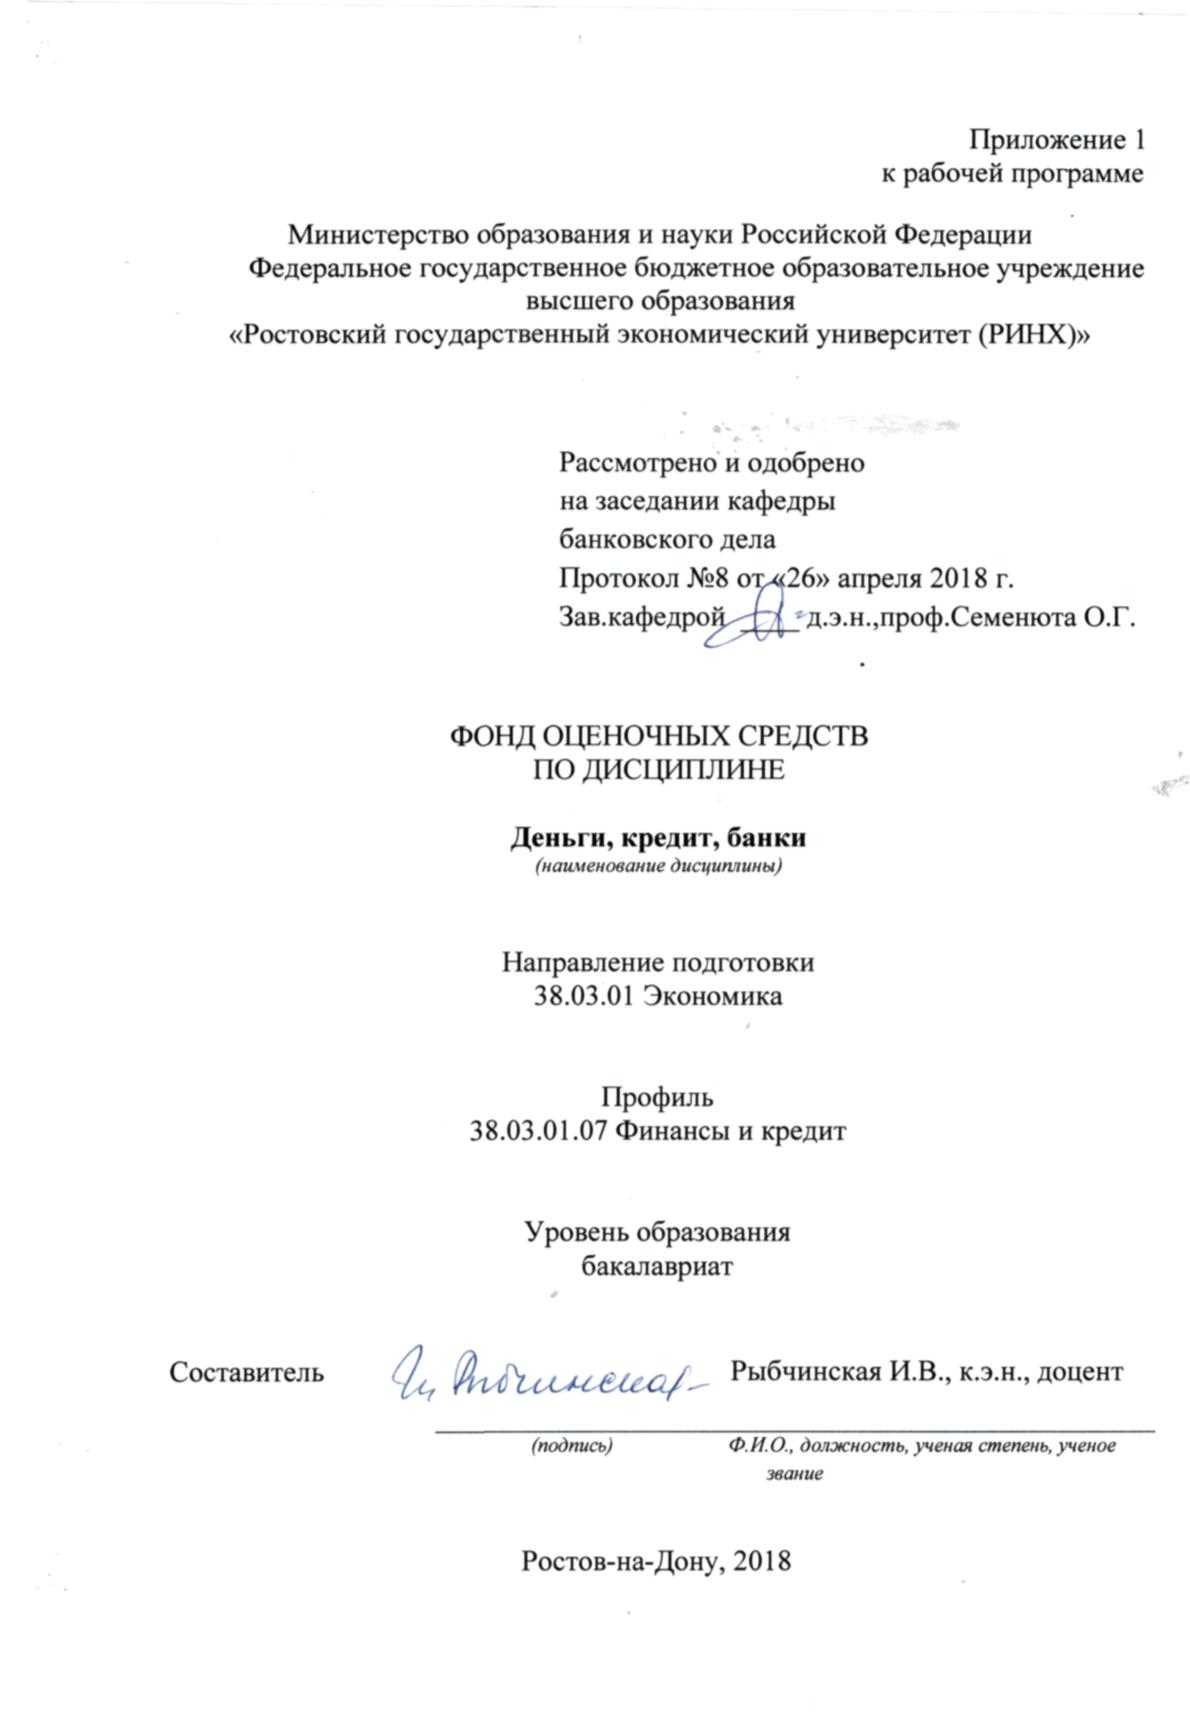 Приложение 1
к рабочей программе
Министерство образования и науки Российской Федерации
Федеральное государственное бюджетное образовательное учреждение
высшего образования
«Ростовский государственный экономический университет (РИНХ)»
Рассмотрено и одобрено
на заседании кафедры
банковского дела
Протокол №8 от «26» апреля 2018 г.
Зав.кафедрой ____ д.э.н.,проф.Семенюта О.Г.
ФОНД ОЦЕНОЧНЫХ СРЕДСТВ
ПО ДИСЦИПЛИНЕ
Деньги, кредит, банки
(наименование дисциплины)
Направление подготовки
38.03.01 Экономика
Профиль
38.03.01.07 Финансы и кредит
Уровень образования
бакалавриат
Составитель Рыбчинская И.В., к.э.н., доцент
(подпись) Ф.И.О., должность, ученая степень, ученое
звание
Ростов-на-Дону, 2018